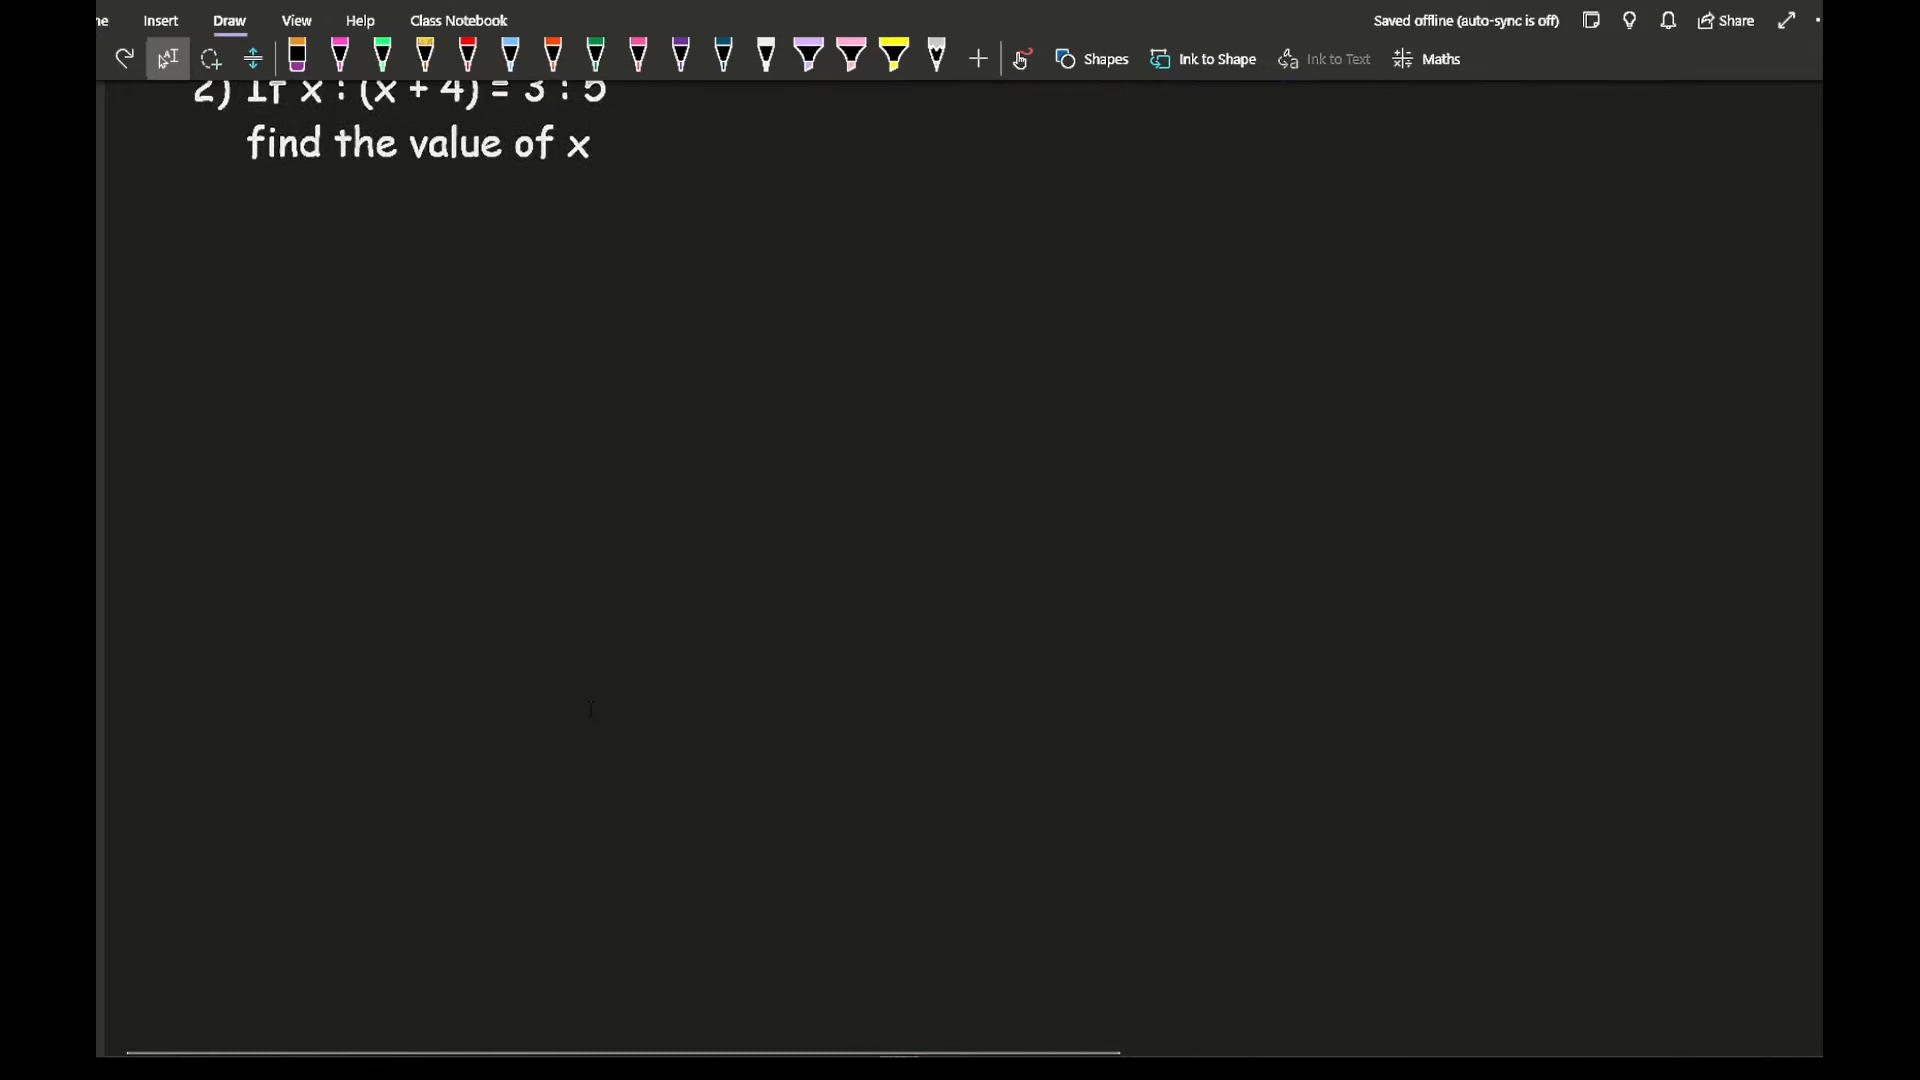 ne Insert Draw View Help Class Notebook Saved offline (auto-sync is off) Share
Shapes Ink to Shape Ink to Text Maths
2) If x : (x + 4) = 3 : 5
find the value of x